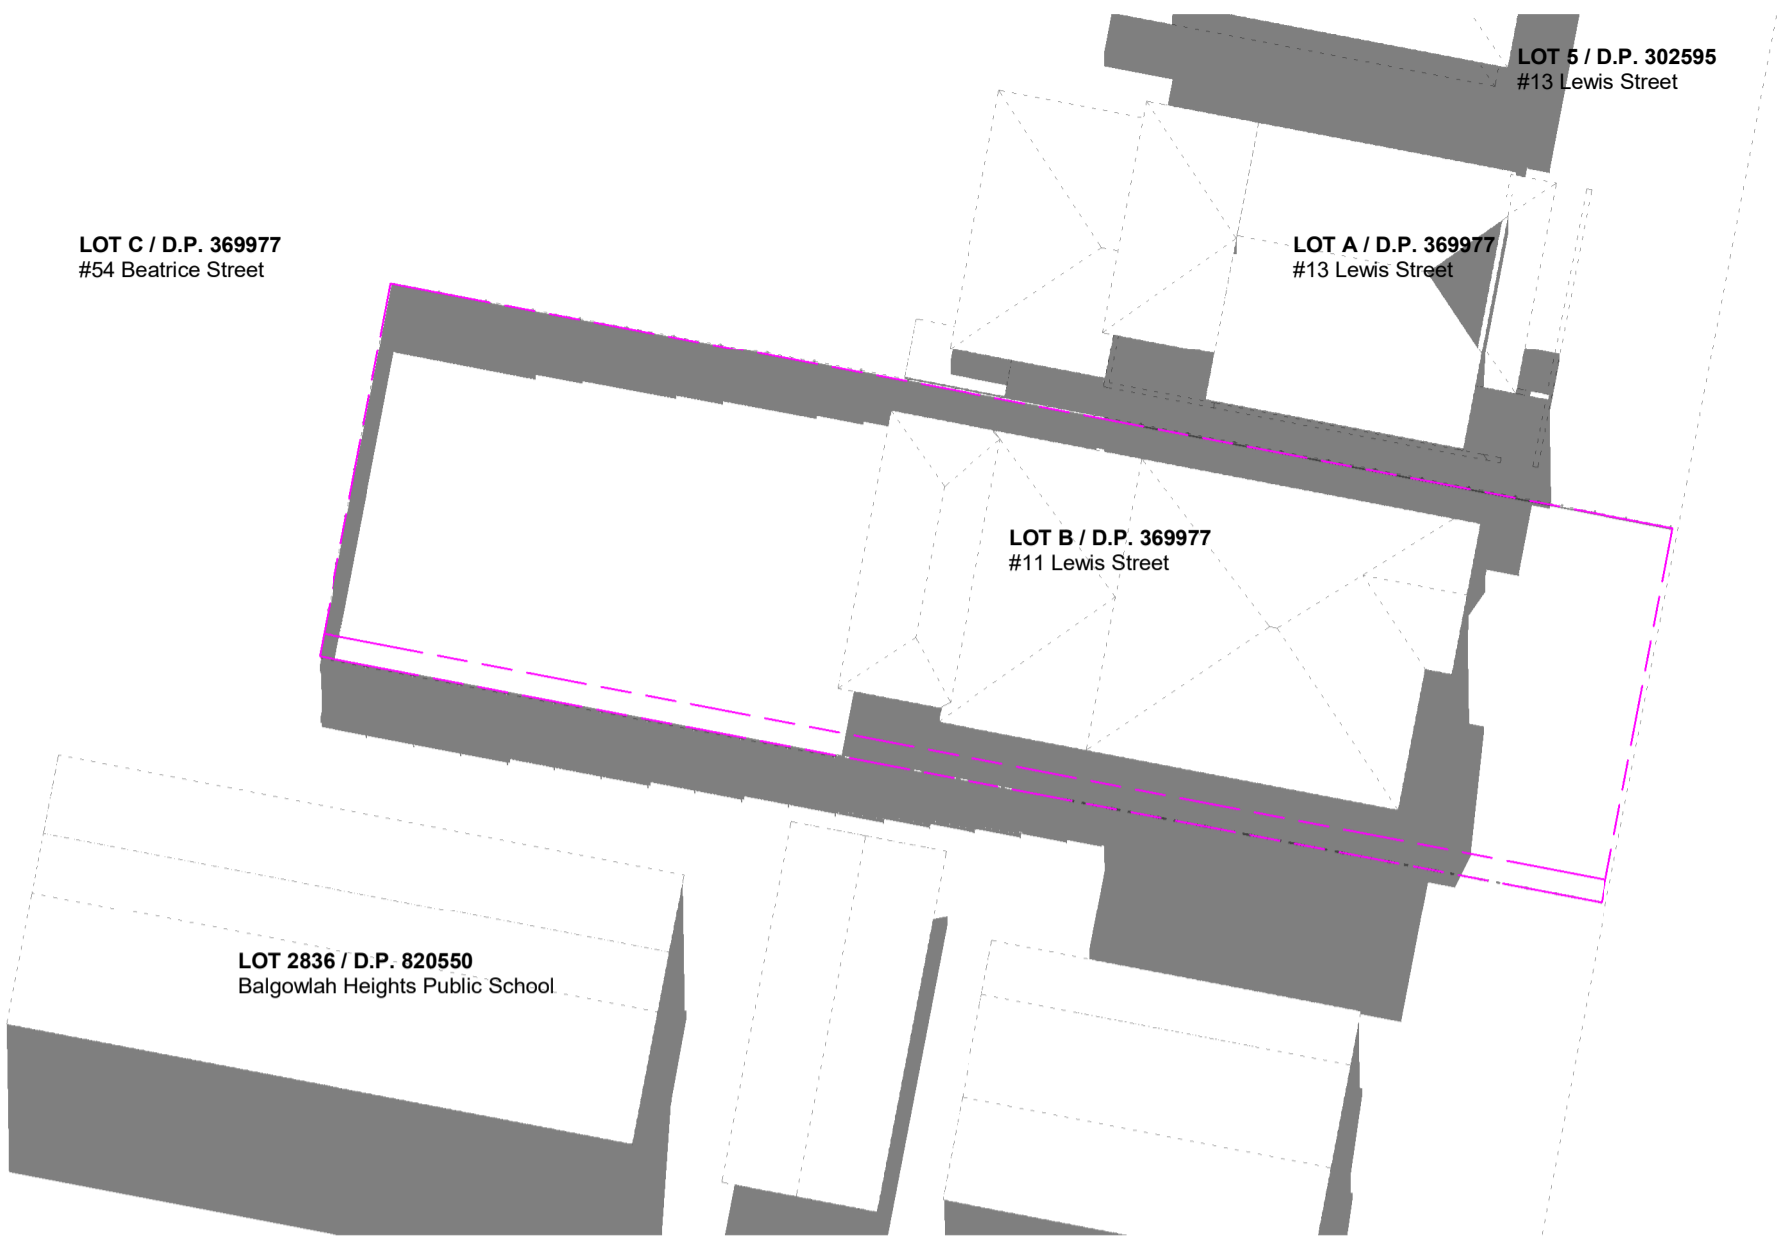 LOT 5 / D.P. 302595
#13 Lewis Street
LOT C / D.P. 369977
#54 Beatrice Street
LOT A / D.P. 369977
#13 Lewis Street
LOT B / D.P. 369977
#11 Lewis Street
LOT 2836 / D.P. 820550
Balgowlah Heights Public School